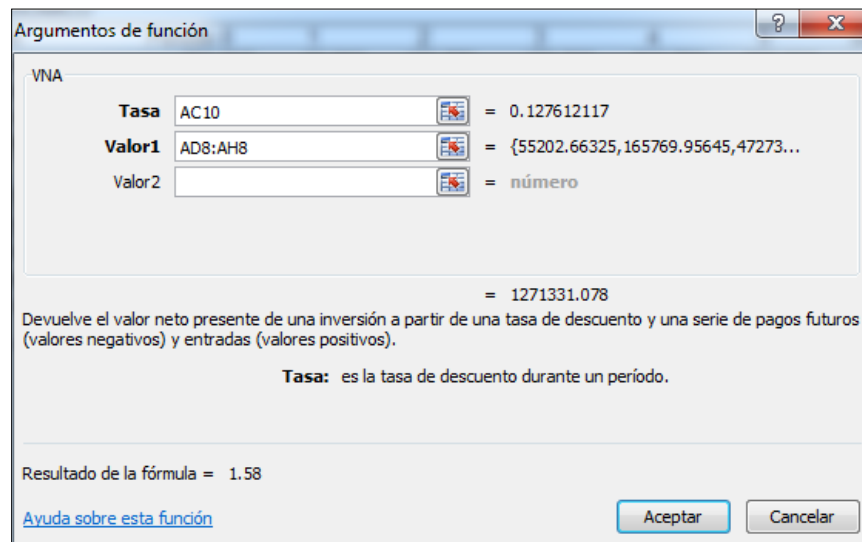 Argumentos de función
VNA
Tasa AC10 = 0.127612117
Valor1 AD8:AH8 = {55202.66325,165769.95645,47273...
Valor2 = número
= 1271331.078
Devuelve el valor neto presente de una inversión a partir de una tasa de descuento y una serie de pagos futuros
(valores negativos) y entradas (valores positivos).
Tasa: es la tasa de descuento durante un período.
Resultado de la fórmula = 1.58
Ayuda sobre esta función
Aceptar Cancelar